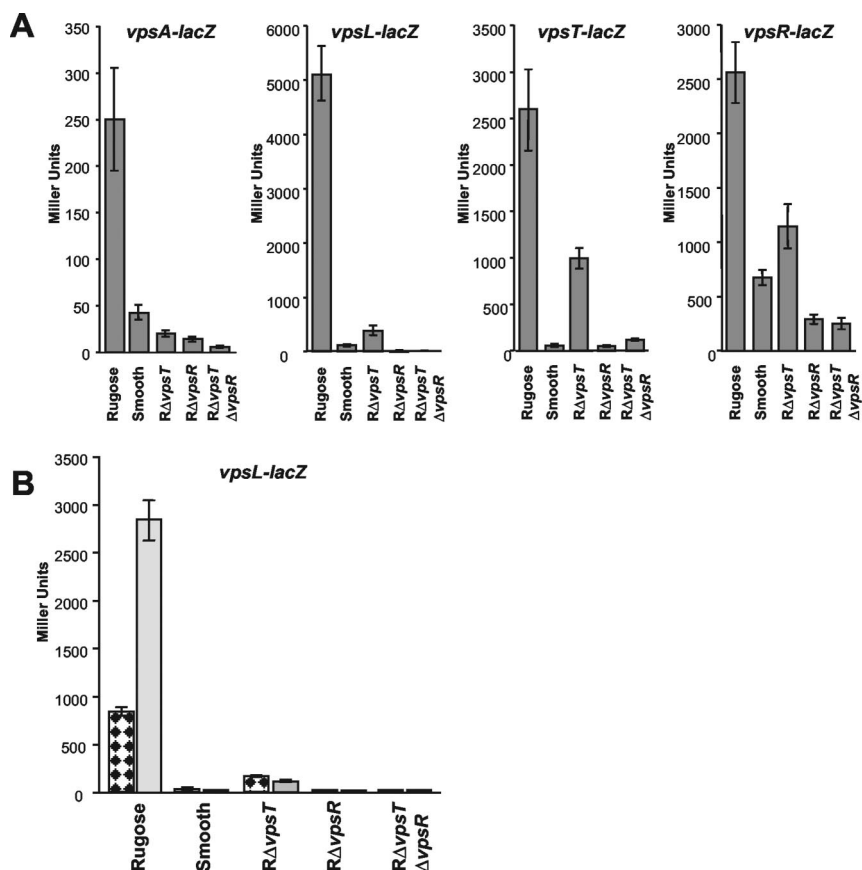 A
vpsA-lacZ
Miller Units
350
300
250
200
150
100
50
0
Rugose
Smooth
RΔvpsT
RΔvpsR
RΔvpsT
ΔvpsR
vpsL-lacZ
Miller Units
6000
5000
4000
3000
2000
1000
0
Rugose
Smooth
RΔvpsT
RΔvpsR
RΔvpsT
ΔvpsR
vpsT-lacZ
Miller Units
3500
3000
2500
2000
1500
1000
500
0
Rugose
Smooth
RΔvpsT
RΔvpsR
RΔvpsT
ΔvpsR
vpsR-lacZ
Miller Units
3000
2500
2000
1500
1000
500
0
Rugose
Smooth
RΔvpsT
RΔvpsR
RΔvpsT
ΔvpsR
B
vpsL-lacZ
Miller Units
3500
3000
2500
2000
1500
1000
500
0
Rugose
Smooth
RΔvpsT
RΔvpsR
RΔvpsT
ΔvpsR